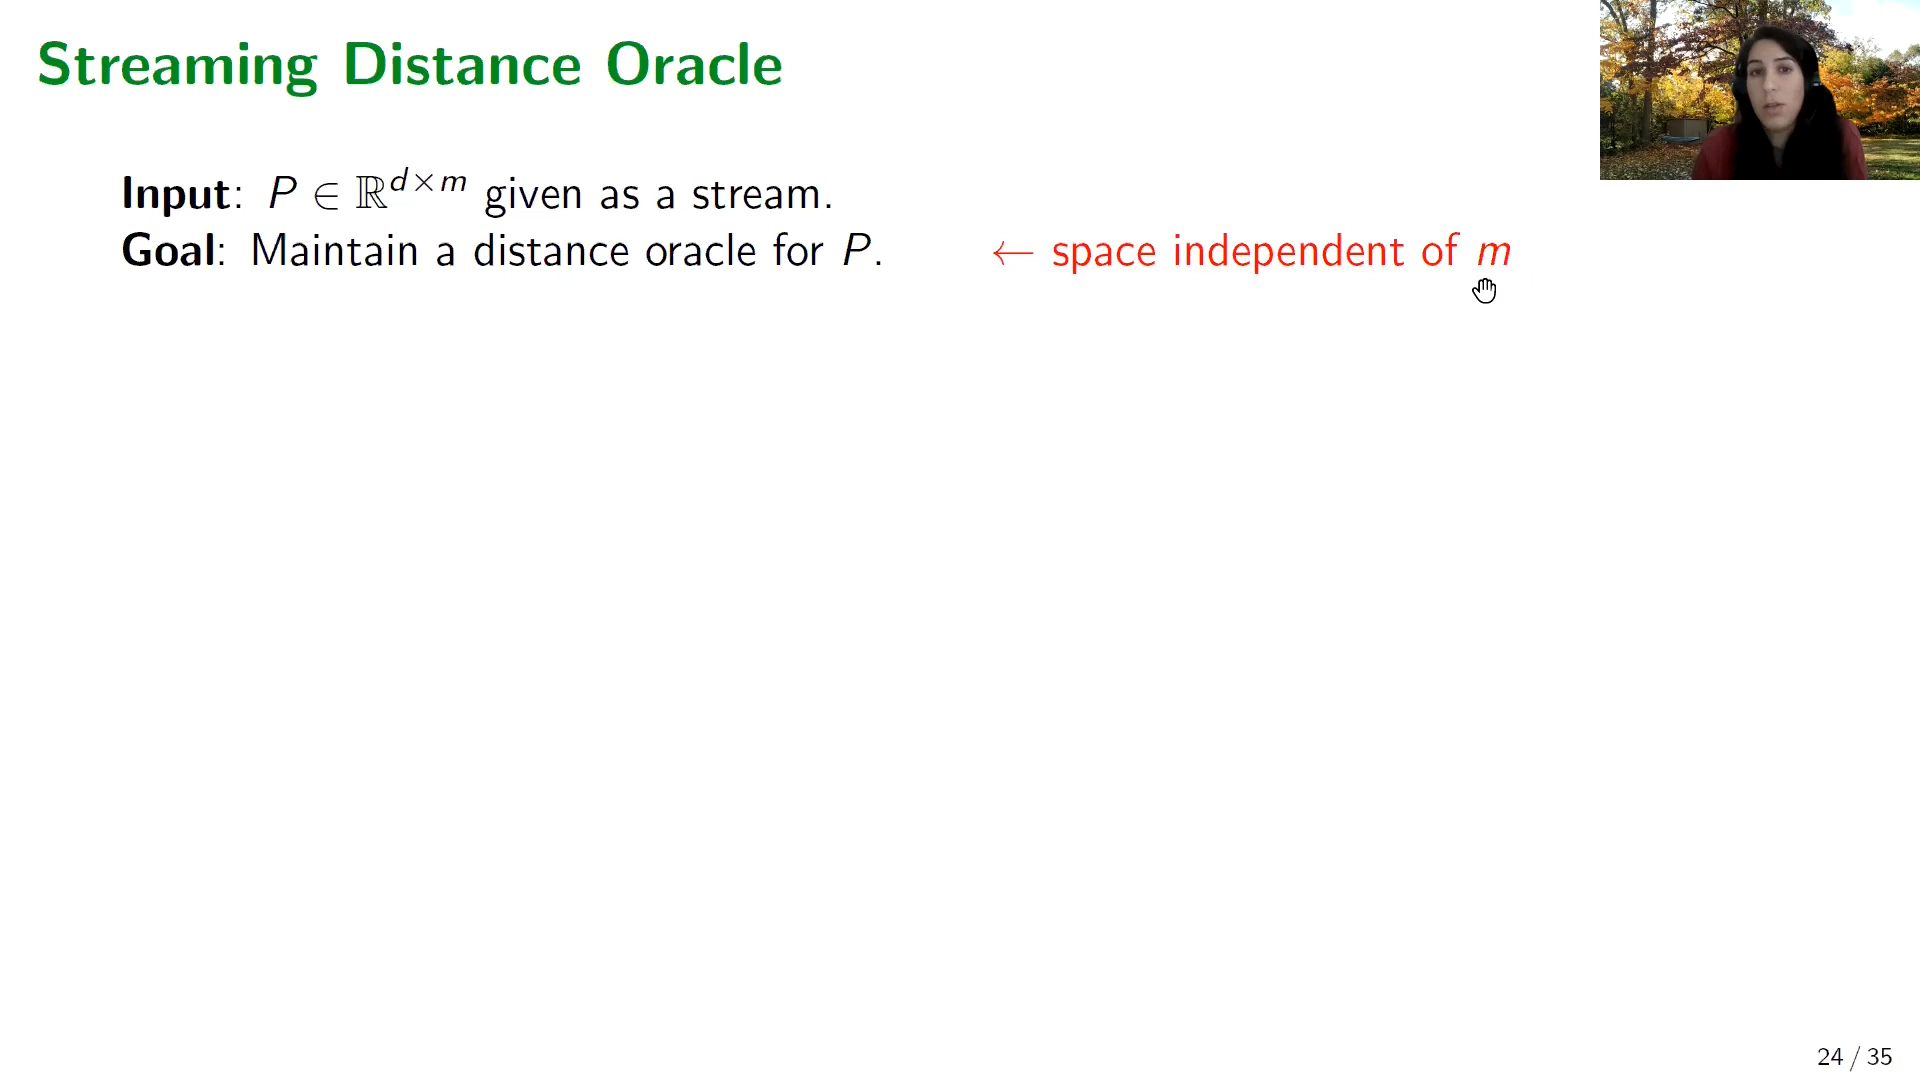 Streaming Distance Oracle
Input: P ∈ ℝ^{d×m} given as a stream.
Goal: Maintain a distance oracle for P. ← space independent of m
24 / 35